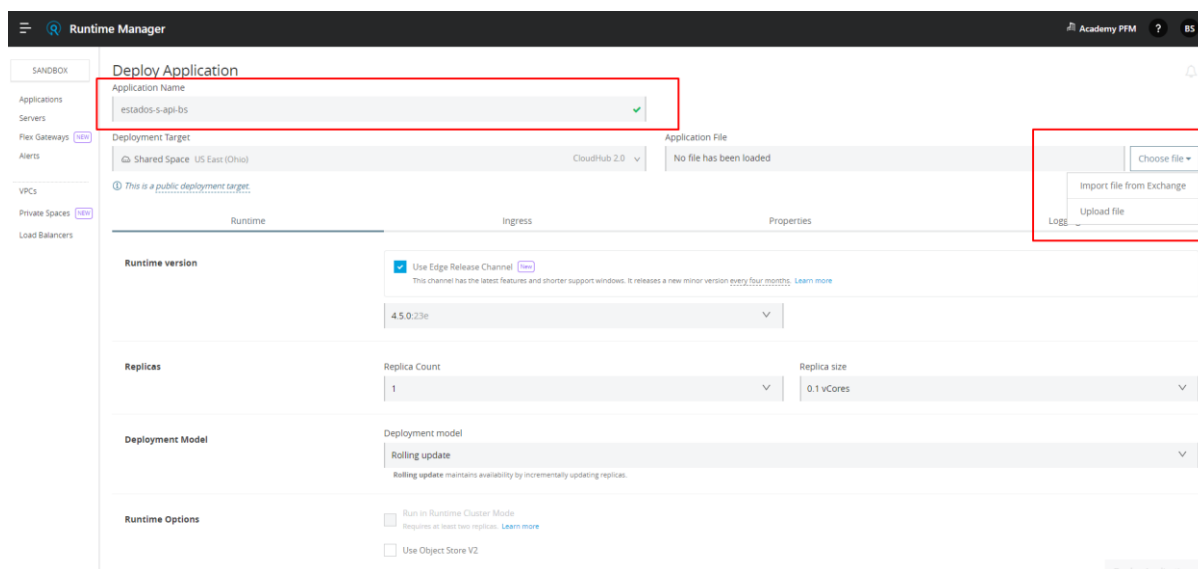 Runtime Manager
Academy PFM
?
BS
SANDBOX
Applications
Servers
Flex Gateways NEW
Alerts
VPCs
Private Spaces NEW
Load Balancers
Deploy Application
Application Name
estados-s-api-bs
Deployment Target
Application File
Shared Space US East (Ohio) CloudHub 2.0
No file has been loaded
Choose file
Import file from Exchange
Upload file
This is a public deployment target.
Runtime
Ingress
Properties
Runtime version
Use Edge Release Channel New
This channel has the latest features and shorter support windows. It releases a new minor version every four months. Learn more
4.5.0:23e
Replicas
Replica Count
Replica size
1
0.1 vCores
Deployment Model
Deployment model
Rolling update
Rolling update maintains availability by incrementally updating replicas.
Runtime Options
Run in Runtime Cluster Mode
Requires at least two replicas. Learn more
Use Object Store V2